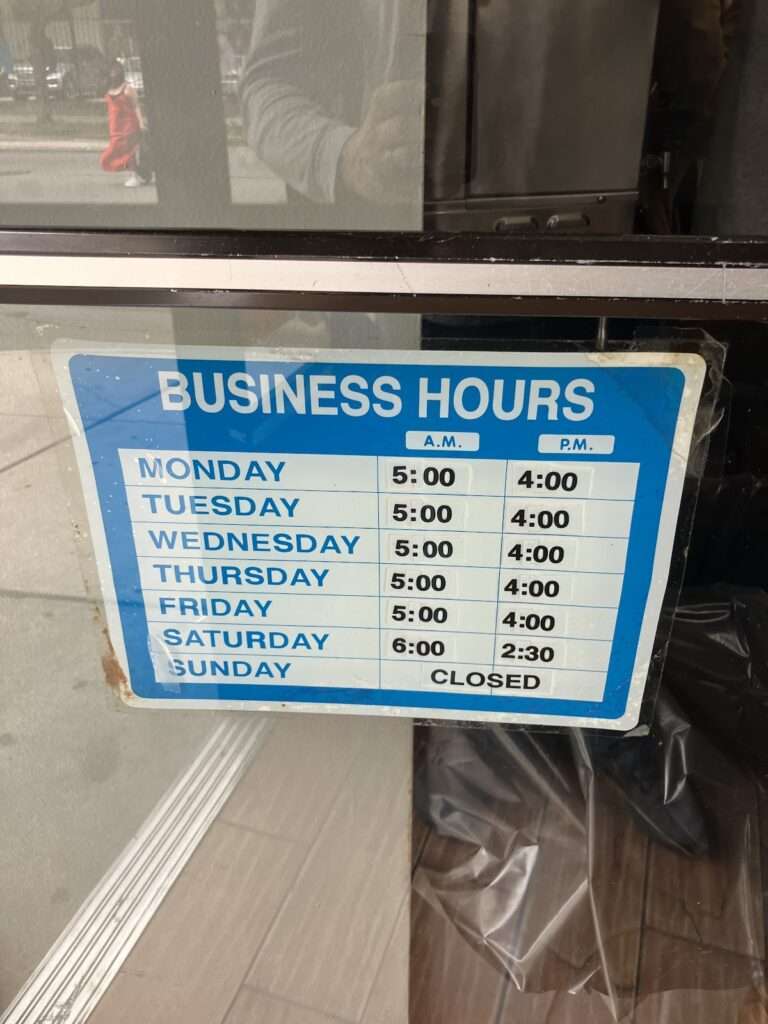 BUSINESS HOURS
A.M. P.M.
MONDAY 5:00 4:00
TUESDAY 5:00 4:00
WEDNESDAY 5:00 4:00
THURSDAY 5:00 4:00
FRIDAY 5:00 4:00
SATURDAY 6:00 2:30
SUNDAY CLOSED